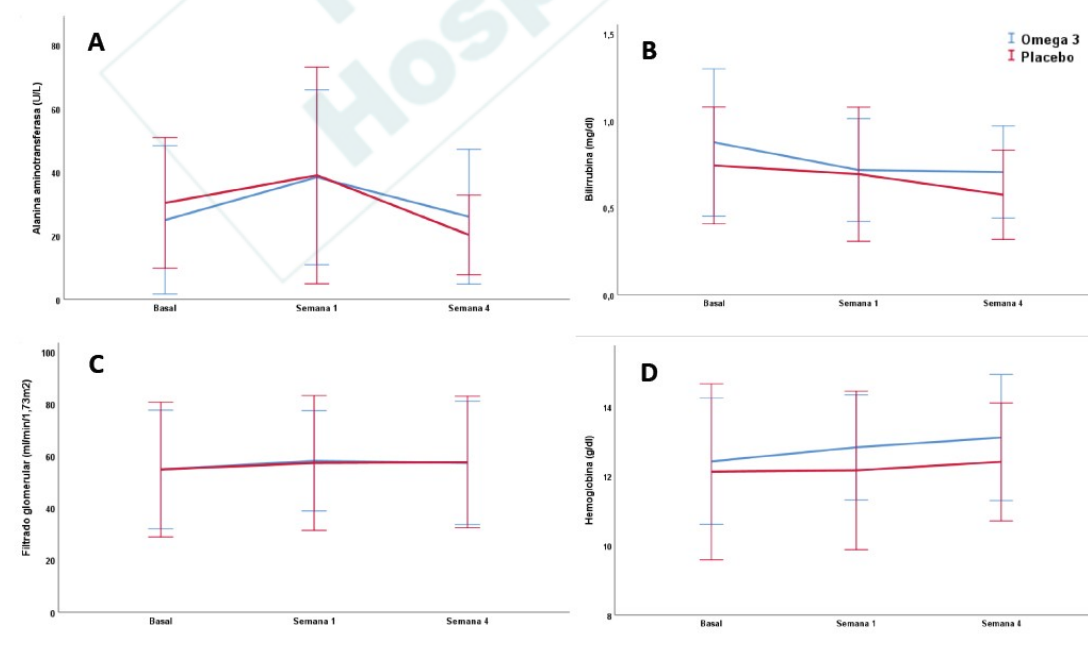 A
Alanina aminotransferasa (U/L)
80
60
40
20
0
Basal
Semana 1
Semana 4
B
Omega 3
Placebo
Bilirrubina (mg/dl)
1,5
1,0
0,5
0,0
Basal
Semana 1
Semana 4
C
Filtrado glomerular (ml/min/1,73m2)
100
80
60
40
20
0
Basal
Semana 1
Semana 4
D
Hemoglobina (g/dl)
14
12
10
8
Basal
Semana 1
Semana 4
Hosp